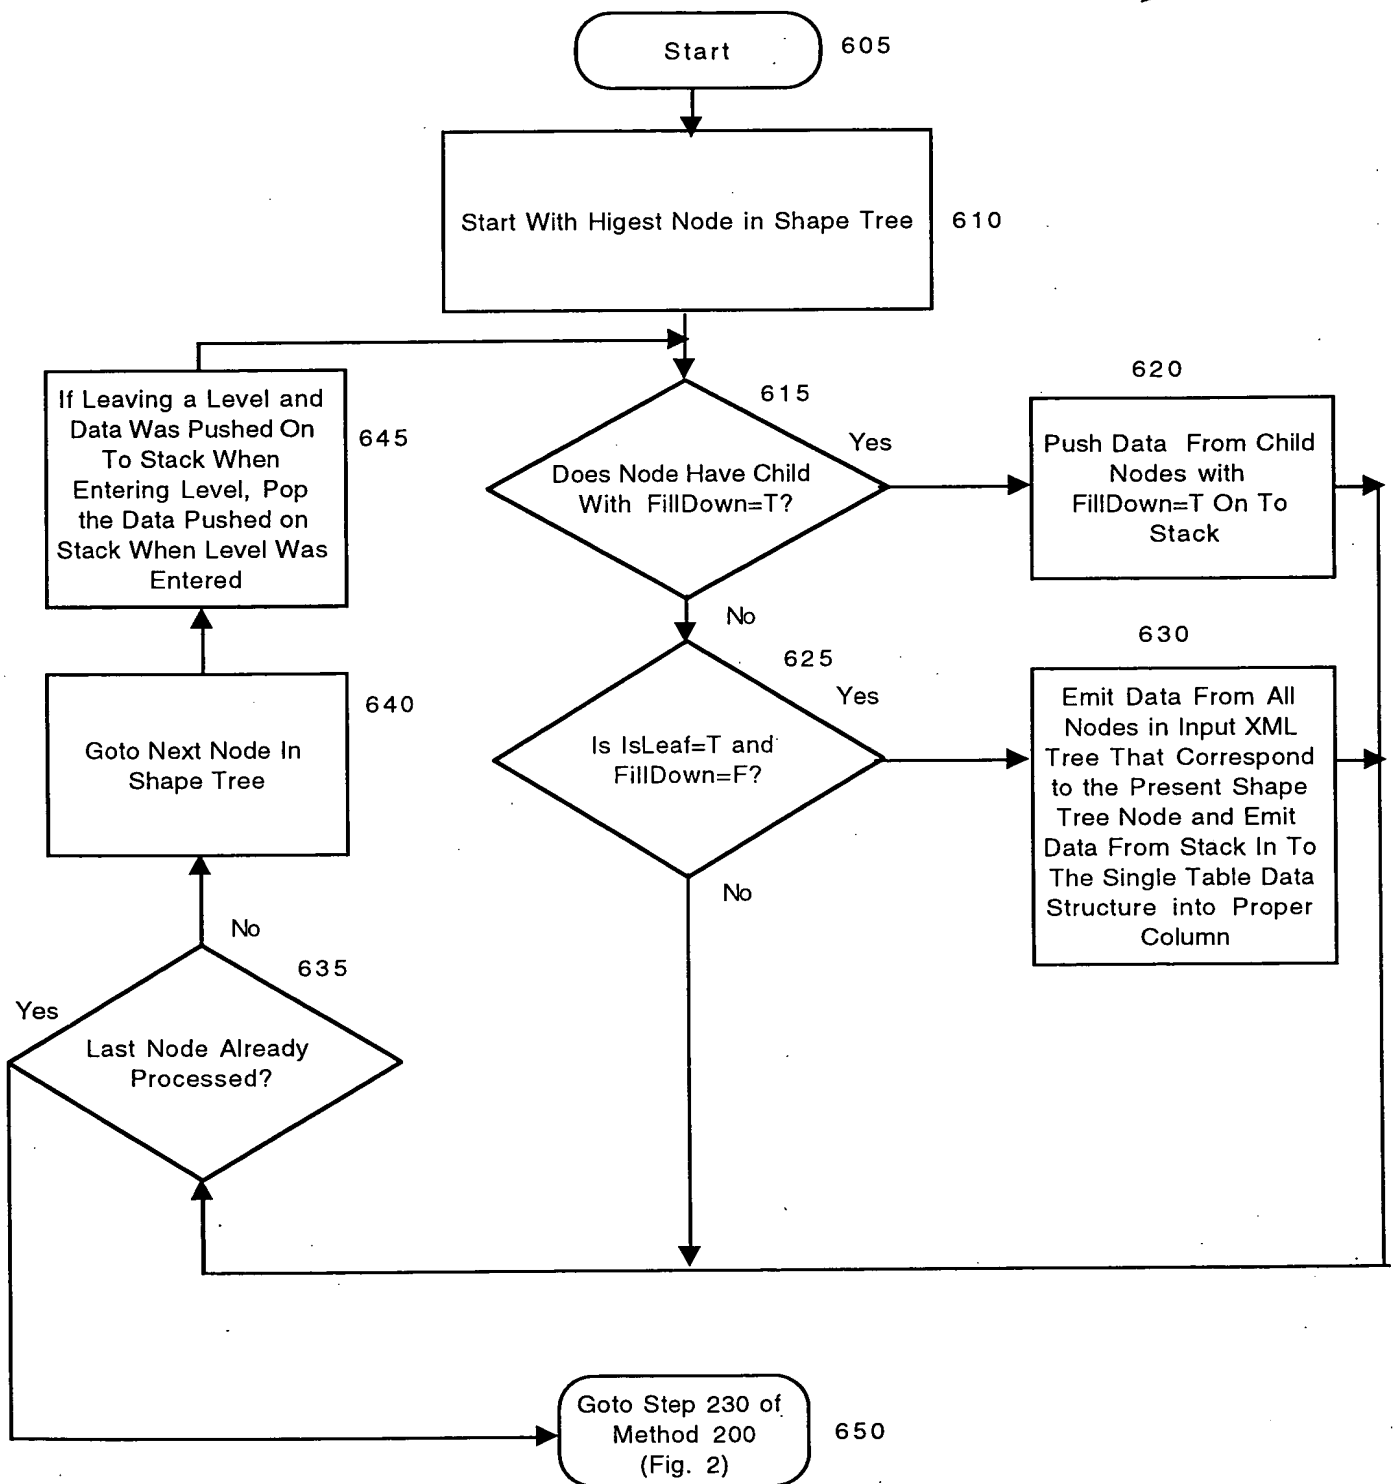 Start
605
Start With Higest Node in Shape Tree
610
If Leaving a Level and
Data Was Pushed On
To Stack When
Entering Level, Pop
the Data Pushed on
Stack When Level Was
Entered
645
615
Does Node Have Child
With FillDown=T?
Yes
No
620
Push Data From Child
Nodes with
FillDown=T On To
Stack
Goto Next Node In
Shape Tree
640
625
Is IsLeaf=T and
FillDown=F?
Yes
No
630
Emit Data From All
Nodes in Input XML
Tree That Correspond
to the Present Shape
Tree Node and Emit
Data From Stack In To
The Single Table Data
Structure into Proper
Column
No
635
Yes
Last Node Already
Processed?
Goto Step 230 of
Method 200
(Fig. 2)
650